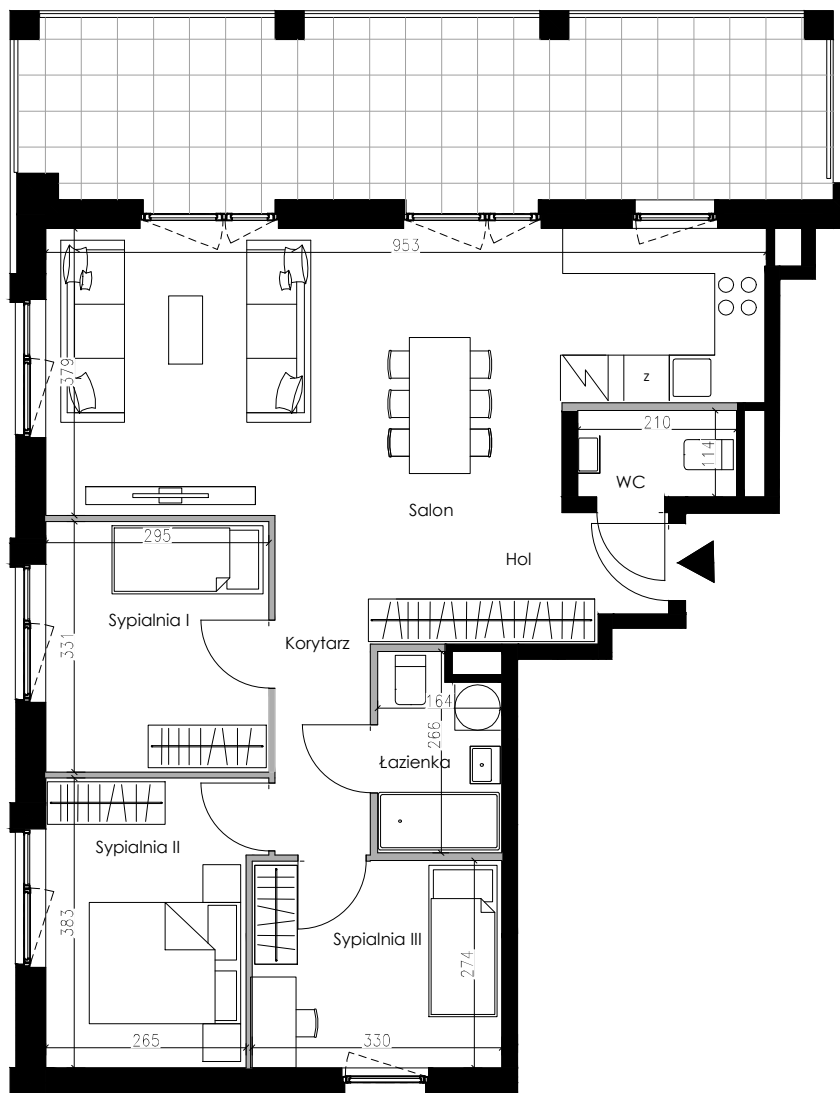 953
379
z
210
114
WC
Salon
Hol
295
Sypialnia I
331
Korytarz
164
266
Łazienka
Sypialnia II
383
Sypialnia III
274
265
330